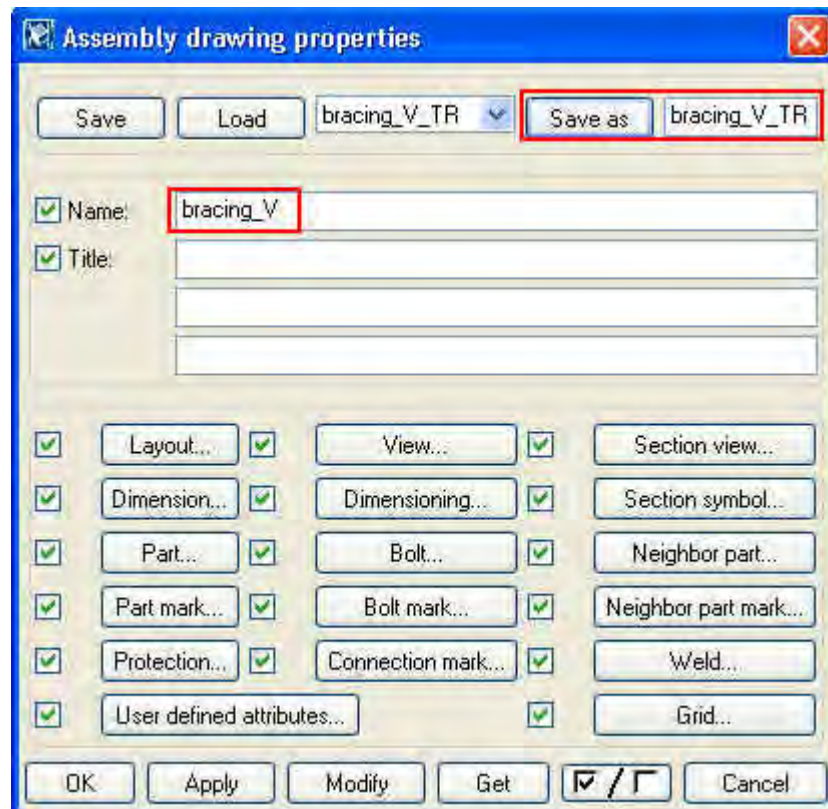 Assembly drawing properties
Save Load bracing_V_TR Save as bracing_V_TR
Name: bracing_V
Title:
Layout... View... Section view...
Dimension... Dimensioning... Section symbol...
Part... Bolt... Neighbor part...
Part mark... Bolt mark... Neighbor part mark...
Protection... Connection mark... Weld...
User defined attributes... Grid...
OK Apply Modify Get / Cancel